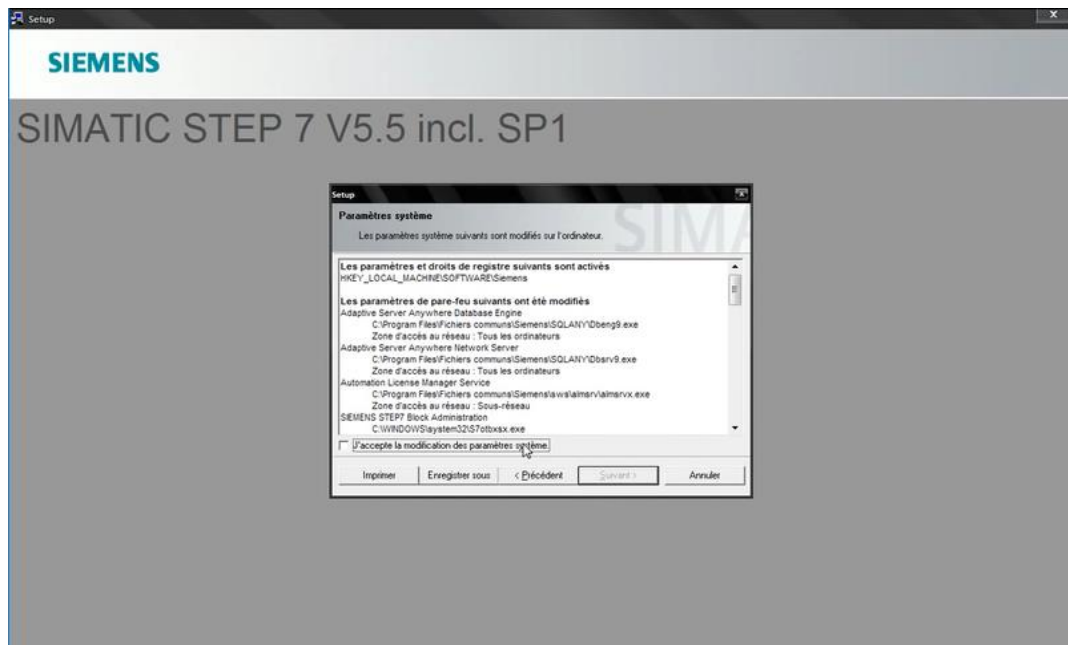 Setup
SIEMENS
SIMATIC STEP 7 V5.5 incl. SP1
Setup
Paramètres système
Les paramètres système suivants sont modifiés sur l'ordinateur.
SIMA
Les paramètres et droits de registre suivants sont activés
HKEY_LOCAL_MACHINE\SOFTWARE\Siemens
Les paramètres de pare-feu suivants ont été modifiés
Adaptive Server Anywhere Database Engine
C:\Program Files\Fichiers communs\Siemens\SQLANY\Dbeng9.exe
Zone d'accès au réseau : Tous les ordinateurs
Adaptive Server Anywhere Network Server
C:\Program Files\Fichiers communs\Siemens\SQLANY\Dbsrv9.exe
Zone d'accès au réseau : Tous les ordinateurs
Automation License Manager Service
C:\Program Files\Fichiers communs\Siemens\sws\almsrv\almsrvx.exe
Zone d'accès au réseau : Sous-réseau
SIEMENS STEP7 Block Administration
C:\WINDOWS\system32\S7otbxsx.exe
J'accepte la modification des paramètres système.
Imprimer
Enregistrer sous
< Précédent
Suivant >
Annuler